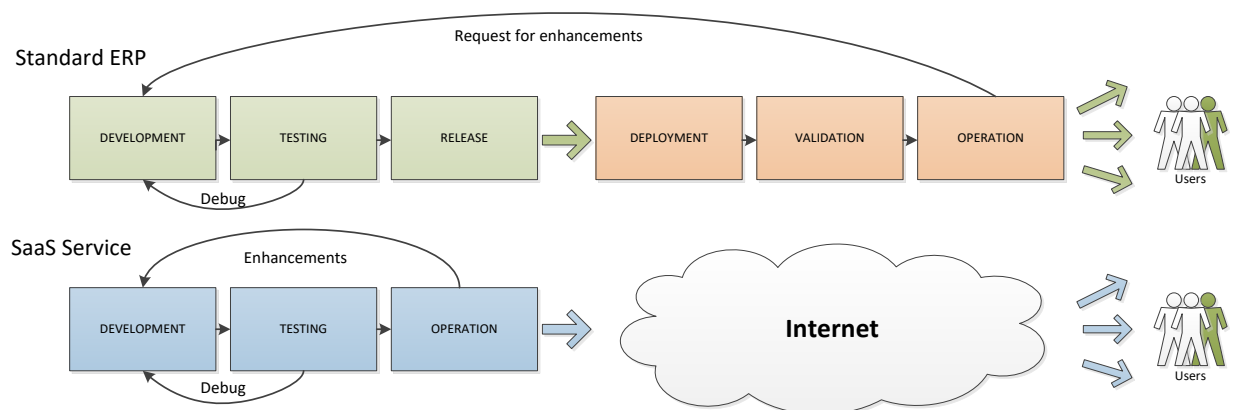 Request for enhancements
Standard ERP
DEVELOPMENT
TESTING
RELEASE
DEPLOYMENT
VALIDATION
OPERATION
Debug
Users
SaaS Service
Enhancements
DEVELOPMENT
TESTING
OPERATION
Internet
Debug
Users